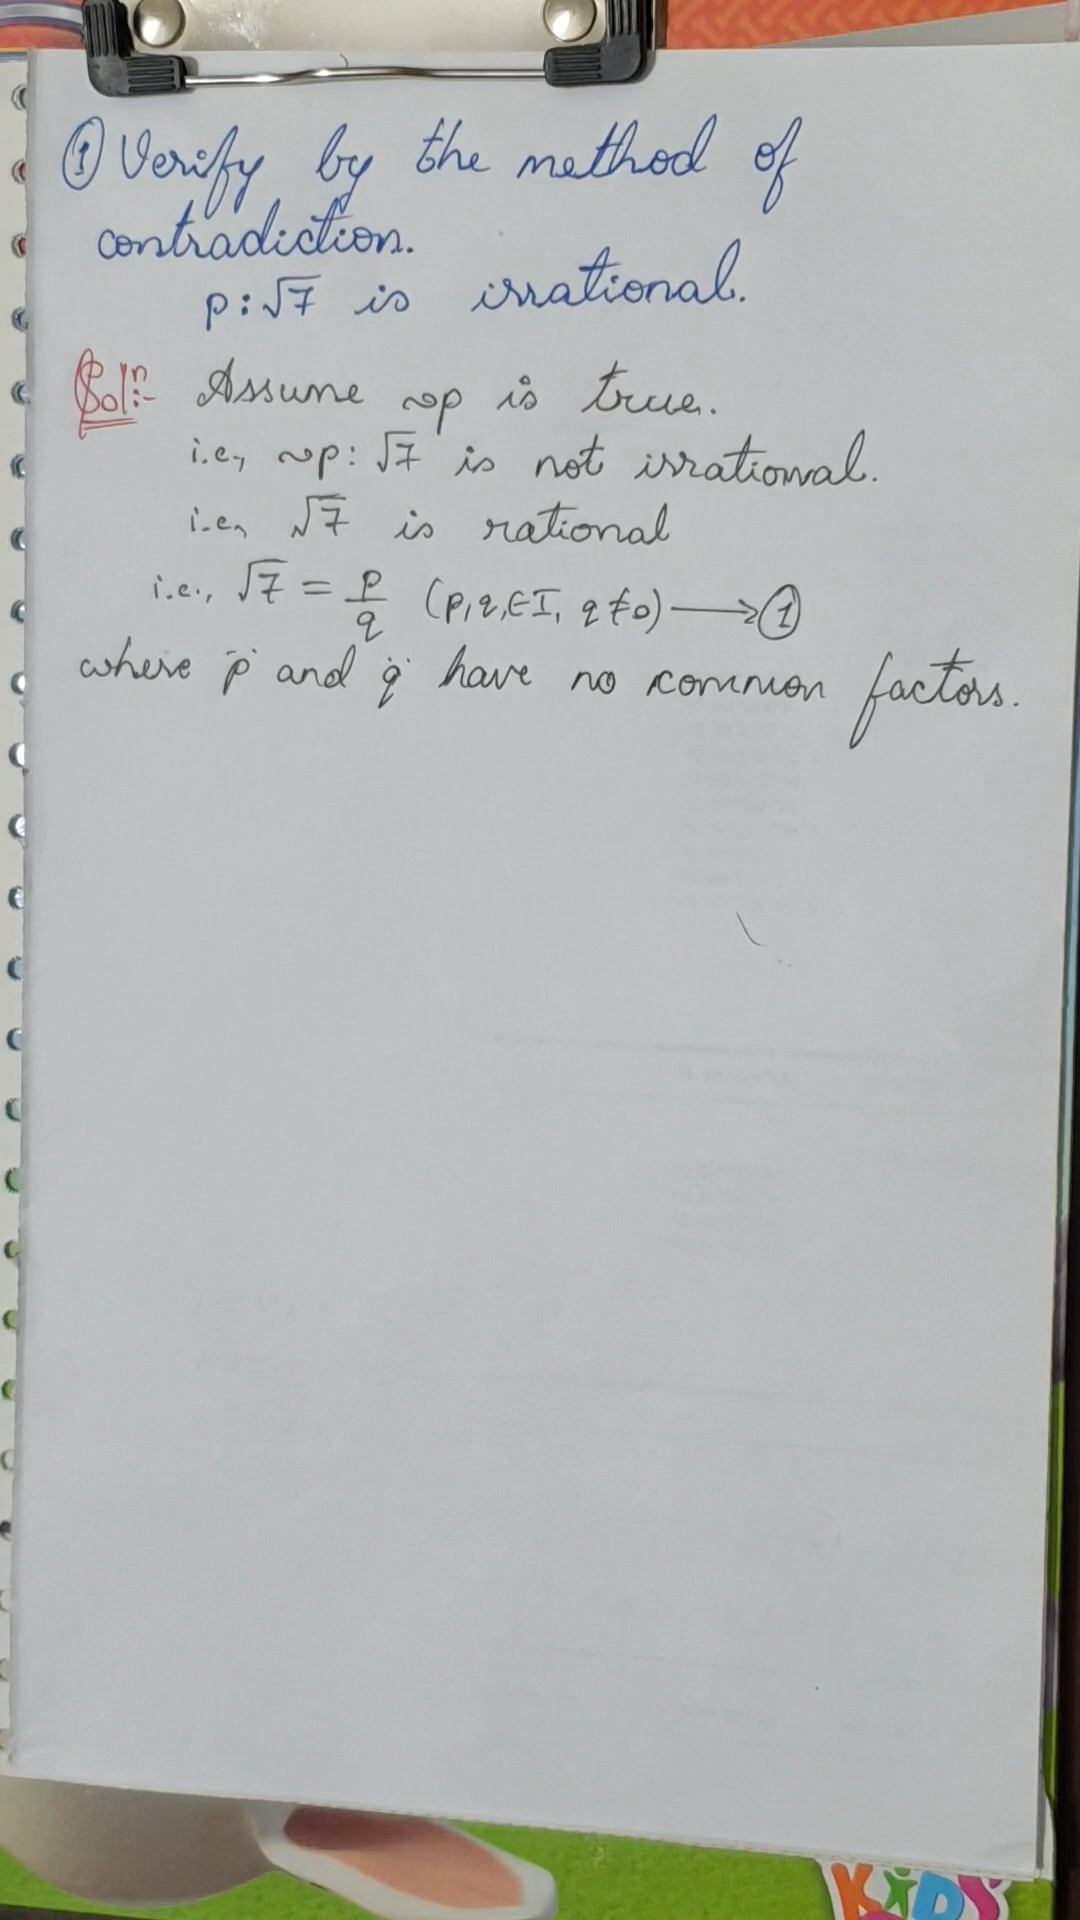 ① Verify by the method of
contradiction.
p: √7 is irrational.
Solⁿ:- Assume ~p is true.
i.e., ~p: √7 is not irrational.
i.e., √7 is rational
i.e., √7 = p/q (p, q, ∈ I, q ≠ 0) ⟶ ①
where 'p' and 'q' have no common factors.
KiDS